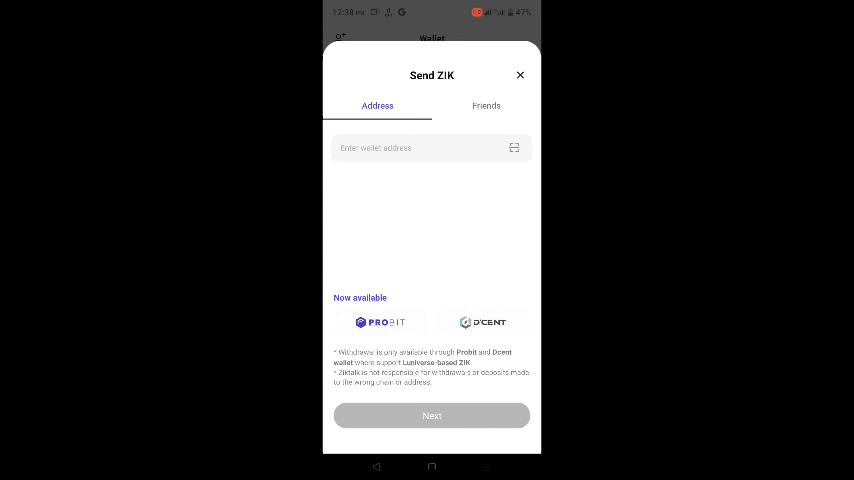 12:38 PM 47%
Wallet
Send ZIK
Address Friends
Enter wallet address
Now available
PROBIT D'CENT
* Withdrawal is only available through Probit and Dcent
wallet where support Luniverse-based ZIK.
* Ziktalk is not responsible for withdrawals or deposits made
to the wrong chain or address.
Next